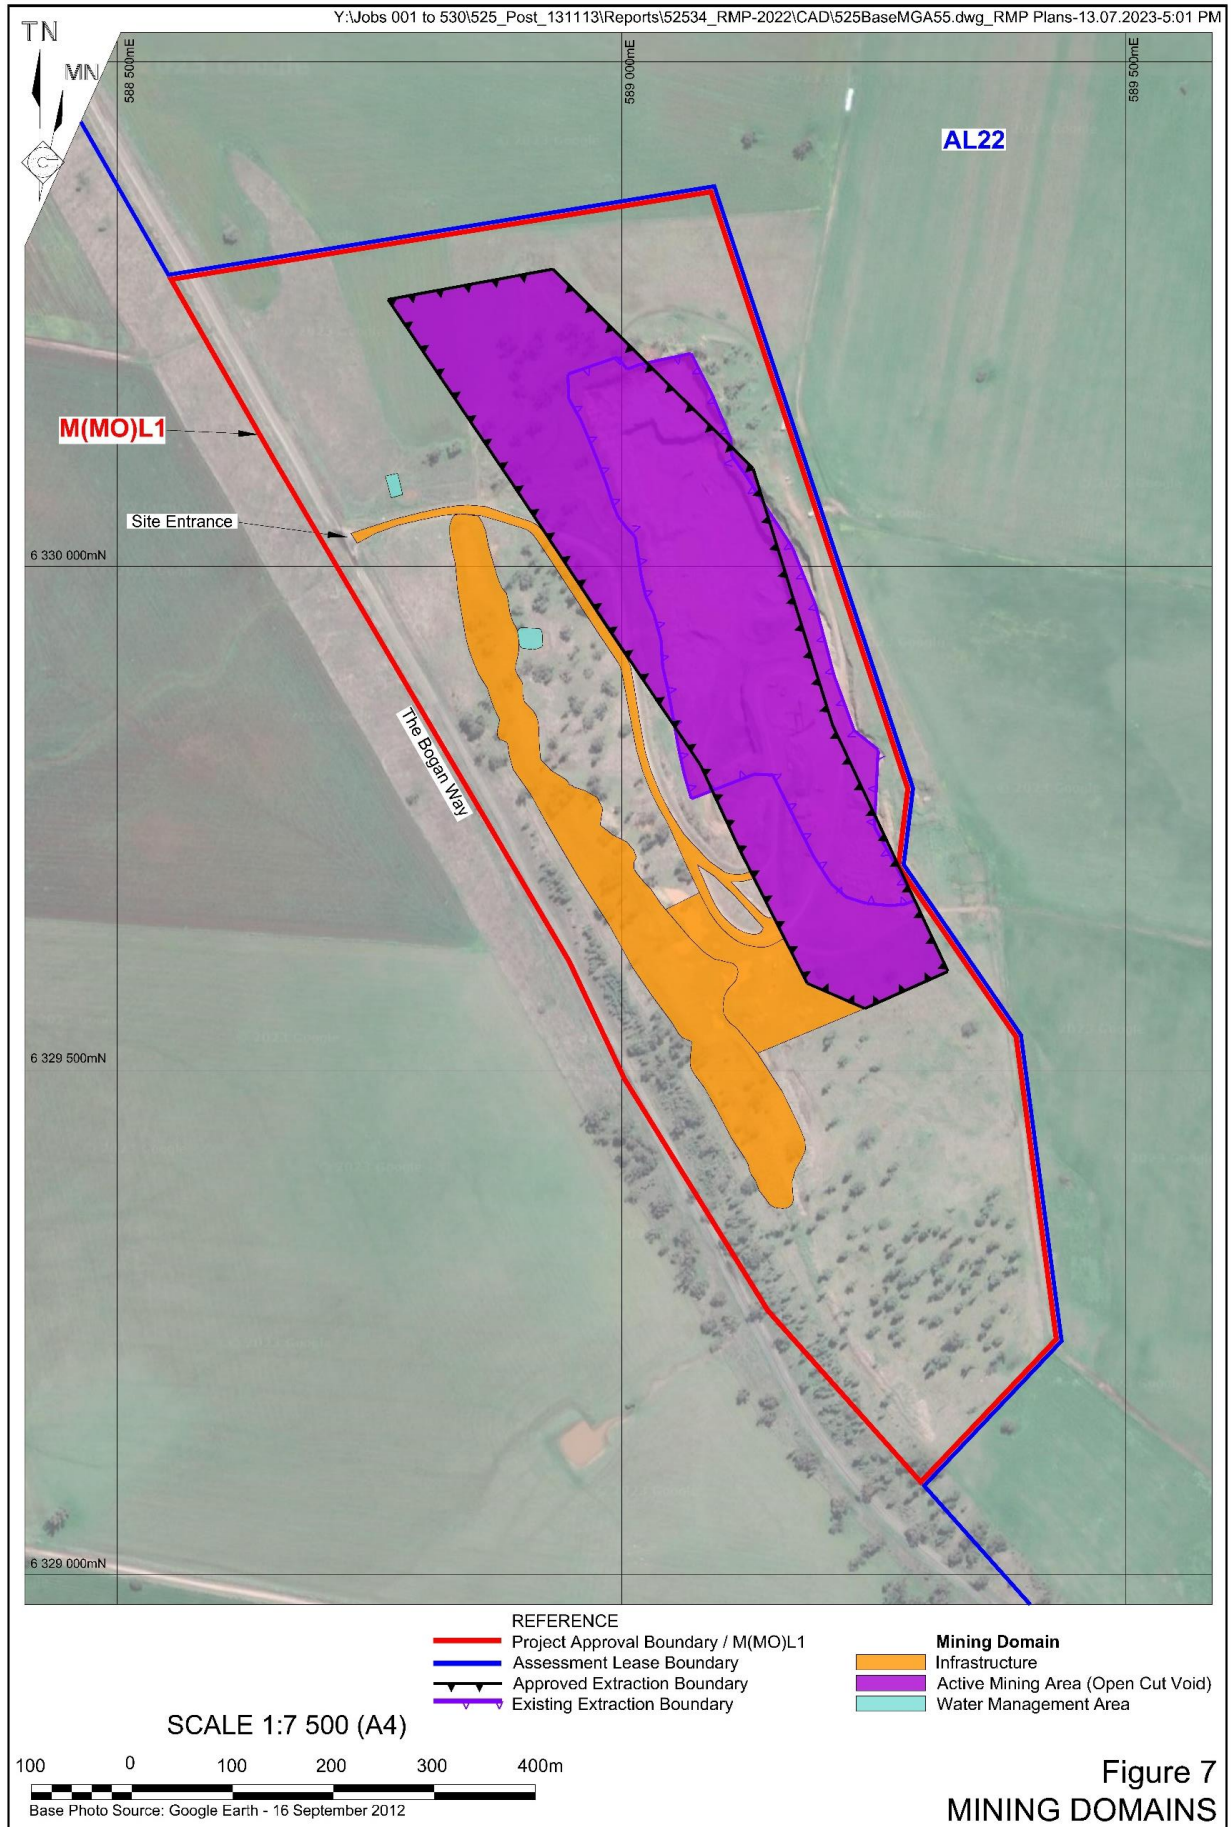 Y:\Jobs 001 to 530\525_Post_131113\Reports\52534_RMP-2022\CAD\525BaseMGA55.dwg_RMP Plans-13.07.2023-5:01 PM
TN
MN
588 500mE
589 000mE
589 500mE
AL22
M(MO)L1
Site Entrance
6 330 000mN
The Bogan Way
6 329 500mN
6 329 000mN
REFERENCE
Project Approval Boundary / M(MO)L1
Assessment Lease Boundary
Approved Extraction Boundary
Existing Extraction Boundary
Mining Domain
Infrastructure
Active Mining Area (Open Cut Void)
Water Management Area
SCALE 1:7 500 (A4)
100 0 100 200 300 400m
Base Photo Source: Google Earth - 16 September 2012
Figure 7
MINING DOMAINS